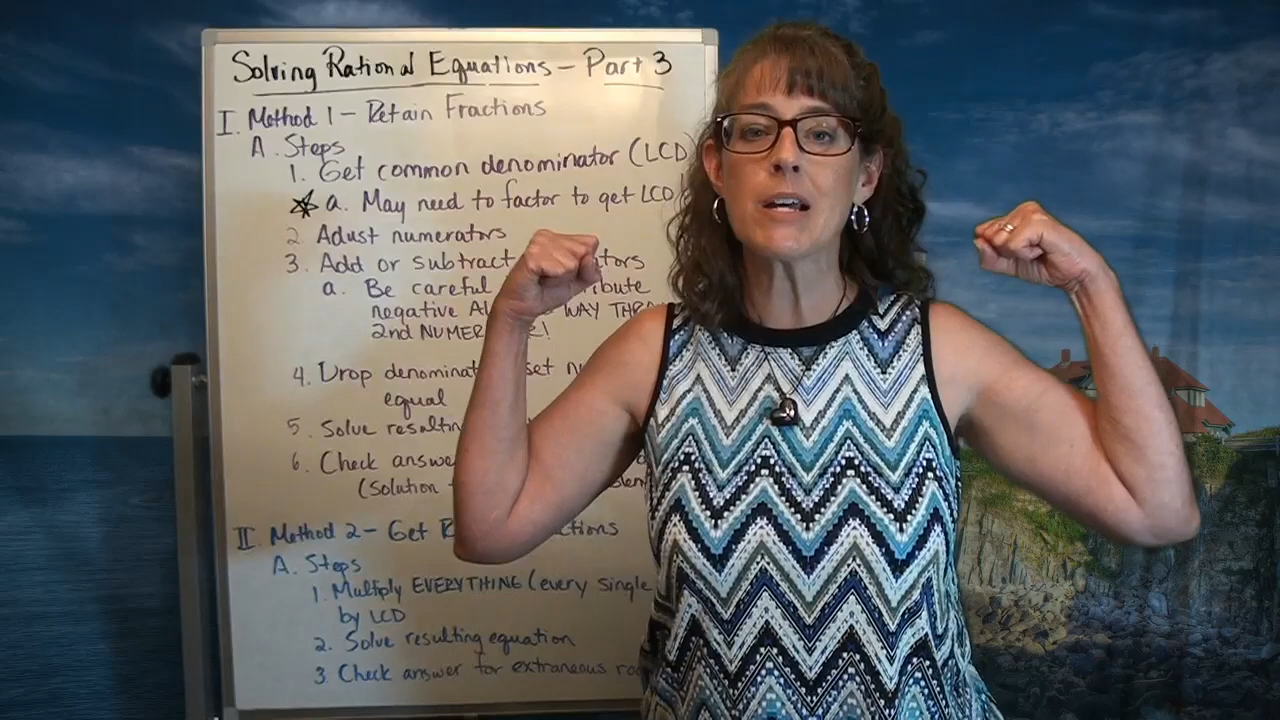 Solving Rational Equations - Part 3
I. Method 1 - Retain Fractions
A. Steps
1. Get common denominator (LCD)
a. May need to factor to get LCD
2. Adust numerators
3. Add or subtract
a. Be careful
negative WAY
2nd
4. Drop set
equal
5. Solve
6. Check
(Solution
II. Method 2 - Get
A. Steps
1. Multiply EVERYTHING (every single
by LCD
2. Solve resulting equation
3. Check answer for extraneous